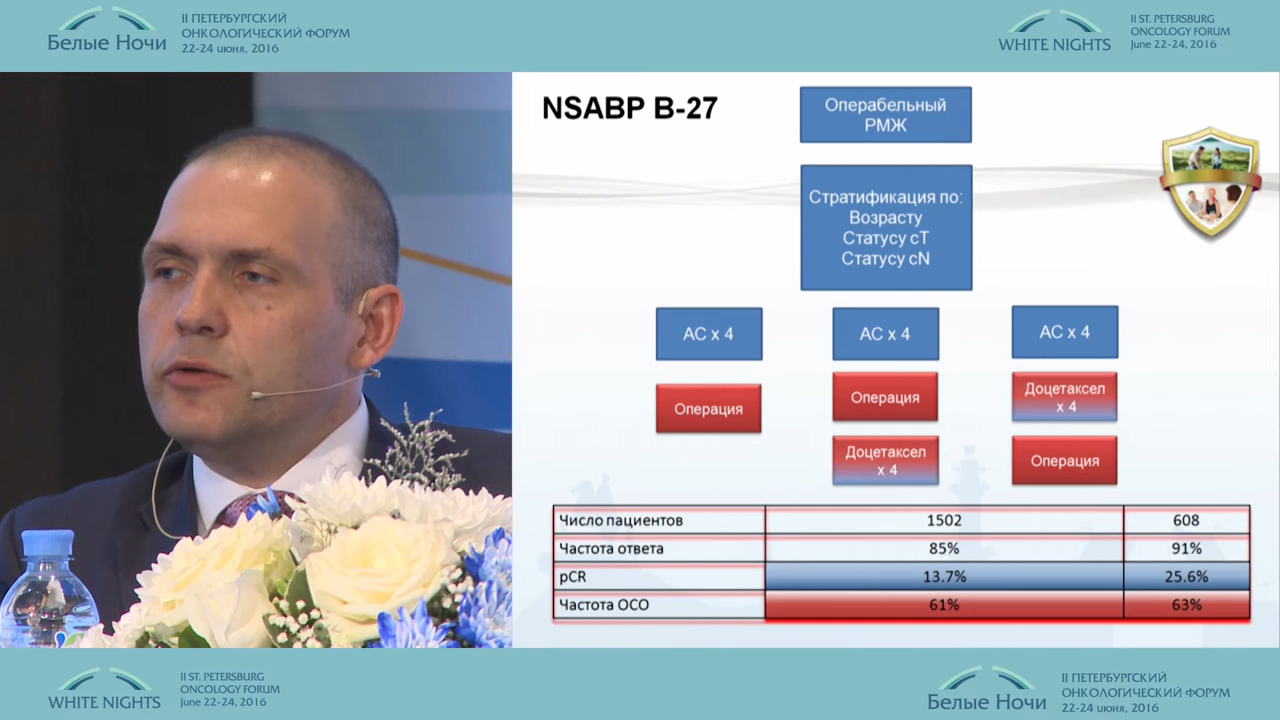 Белые Ночи
II ПЕТЕРБУРГСКИЙ
ОНКОЛОГИЧЕСКИЙ ФОРУМ
22-24 июня, 2016
WHITE NIGHTS
II ST. PETERSBURG
ONCOLOGY FORUM
June 22-24, 2016
NSABP B-27
Операбельный
РМЖ
Стратификация по:
Возрасту
Статусу cT
Статусу cN
АС х 4
АС х 4
АС х 4
Операция
Операция
Доцетаксел
х 4
Доцетаксел
х 4
Операция
Число пациентов 1502 608
Частота ответа 85% 91%
pCR 13.7% 25.6%
Частота ОСО 61% 63%
WHITE NIGHTS
II ST. PETERSBURG
ONCOLOGY FORUM
June 22-24, 2016
Белые Ночи
II ПЕТЕРБУРГСКИЙ
ОНКОЛОГИЧЕСКИЙ ФОРУМ
22-24 июня, 2016